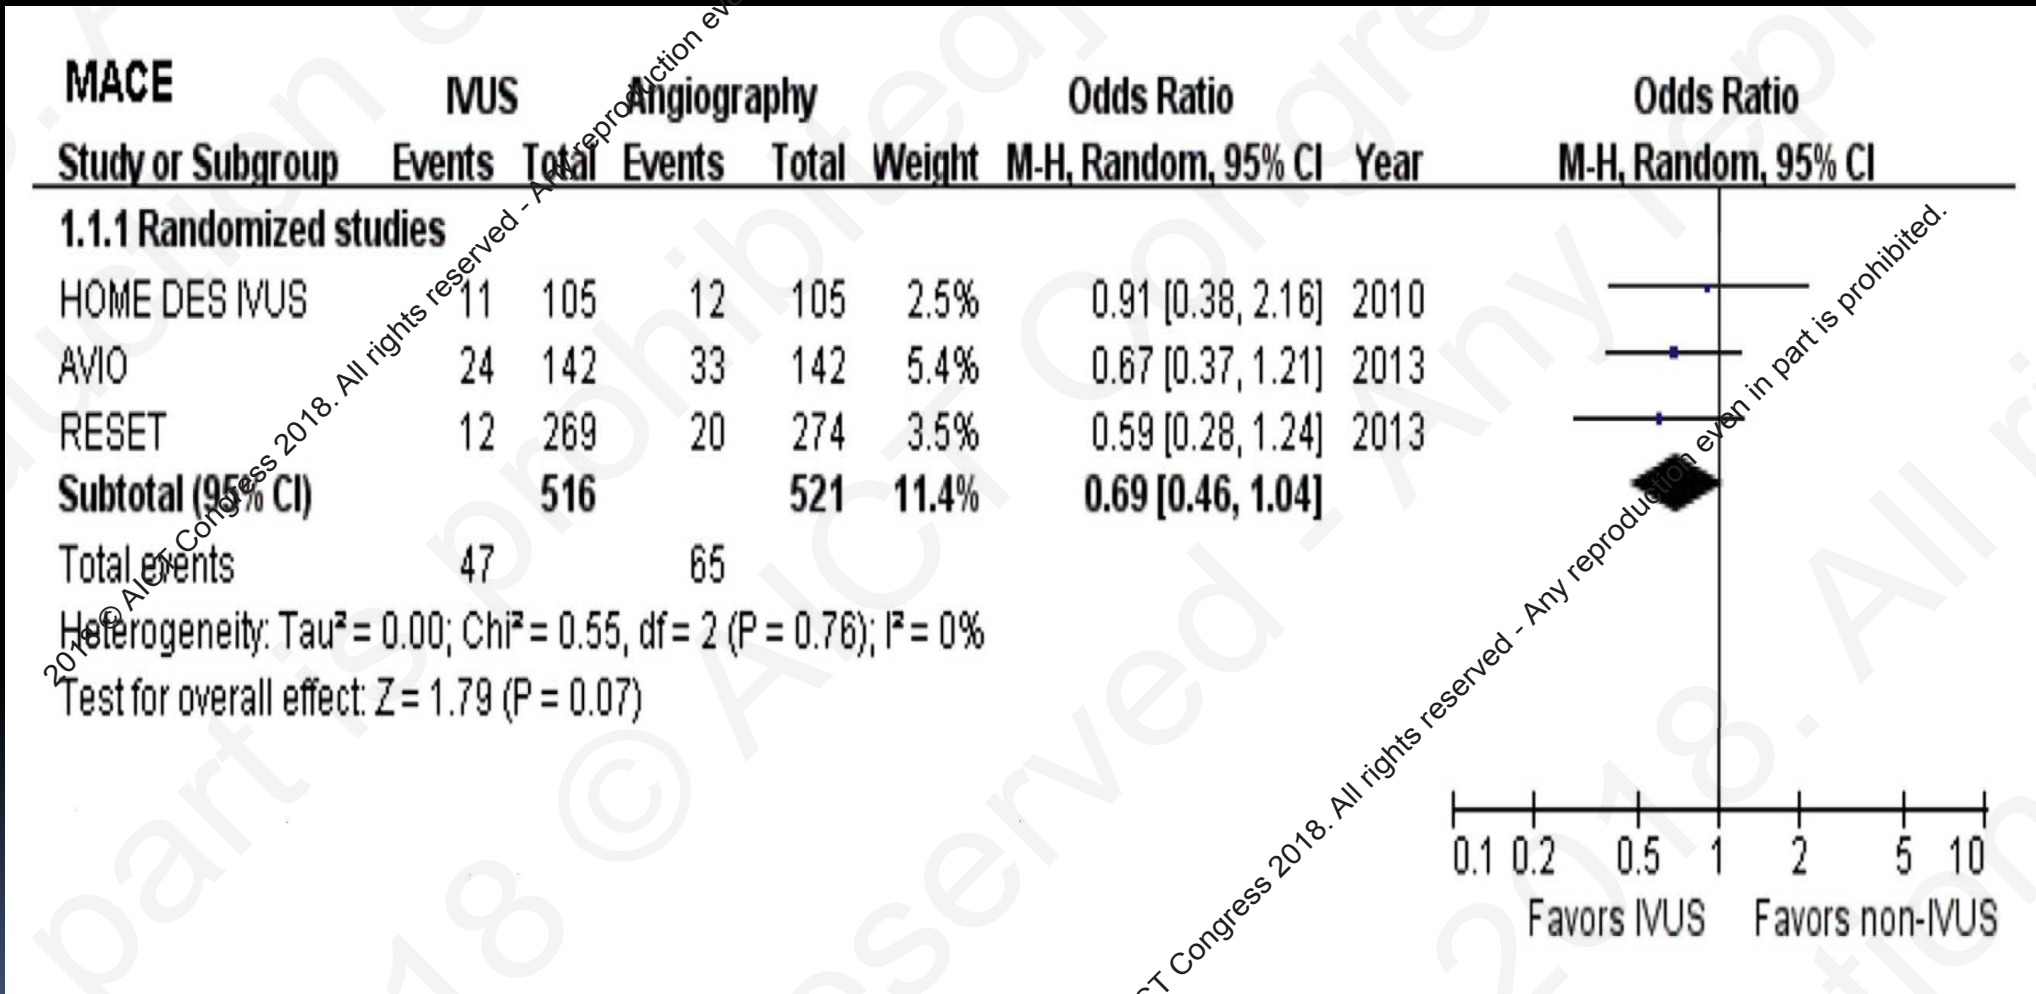 MACE IVUS Angiography Odds Ratio Odds Ratio
Study or Subgroup Events Total Events Total Weight M-H, Random, 95% CI Year M-H, Random, 95% CI
1.1.1 Randomized studies
HOME DES IVUS 11 105 12 105 2.5% 0.91 [0.38, 2.16] 2010
AVIO 24 142 33 142 5.4% 0.67 [0.37, 1.21] 2013
RESET 12 269 20 274 3.5% 0.59 [0.28, 1.24] 2013
Subtotal (95% CI) 516 521 11.4% 0.69 [0.46, 1.04]
Total events 47 65
Heterogeneity: Tau² = 0.00; Chi² = 0.55, df = 2 (P = 0.76); I² = 0%
Test for overall effect: Z = 1.79 (P = 0.07)
0.1 0.2 0.5 1 2 5 10
Favors IVUS Favors non-IVUS
2018 © AICT Congress 2018. All rights reserved - Any reproduction
Congress 2018. All rights reserved - Any reproduction even in part is prohibited.
part is prohibited
© AICT Congre
reserved - Any
2018. All